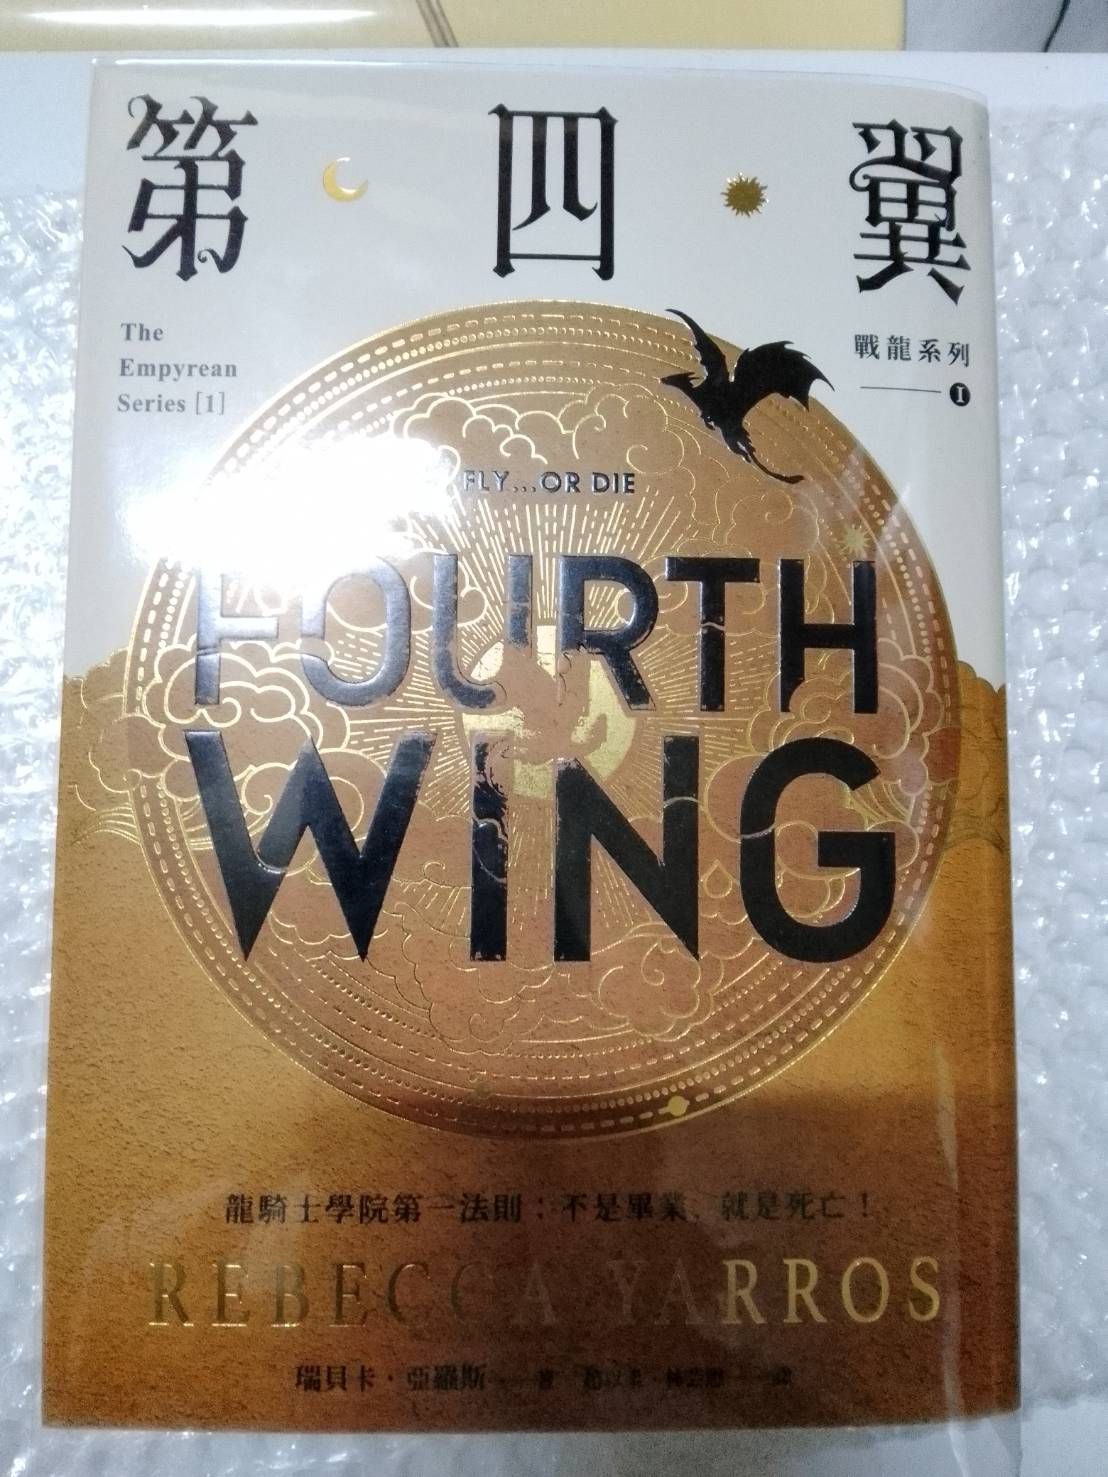 第四翼
The
Empyrean
Series [1]
戰龍系列
I
FLY...OR DIE
FOURTH
WING
龍騎士學院第一法則：不是畢業，就是死亡！
REBECCA YARROS
瑞貝卡·亞羅斯——著